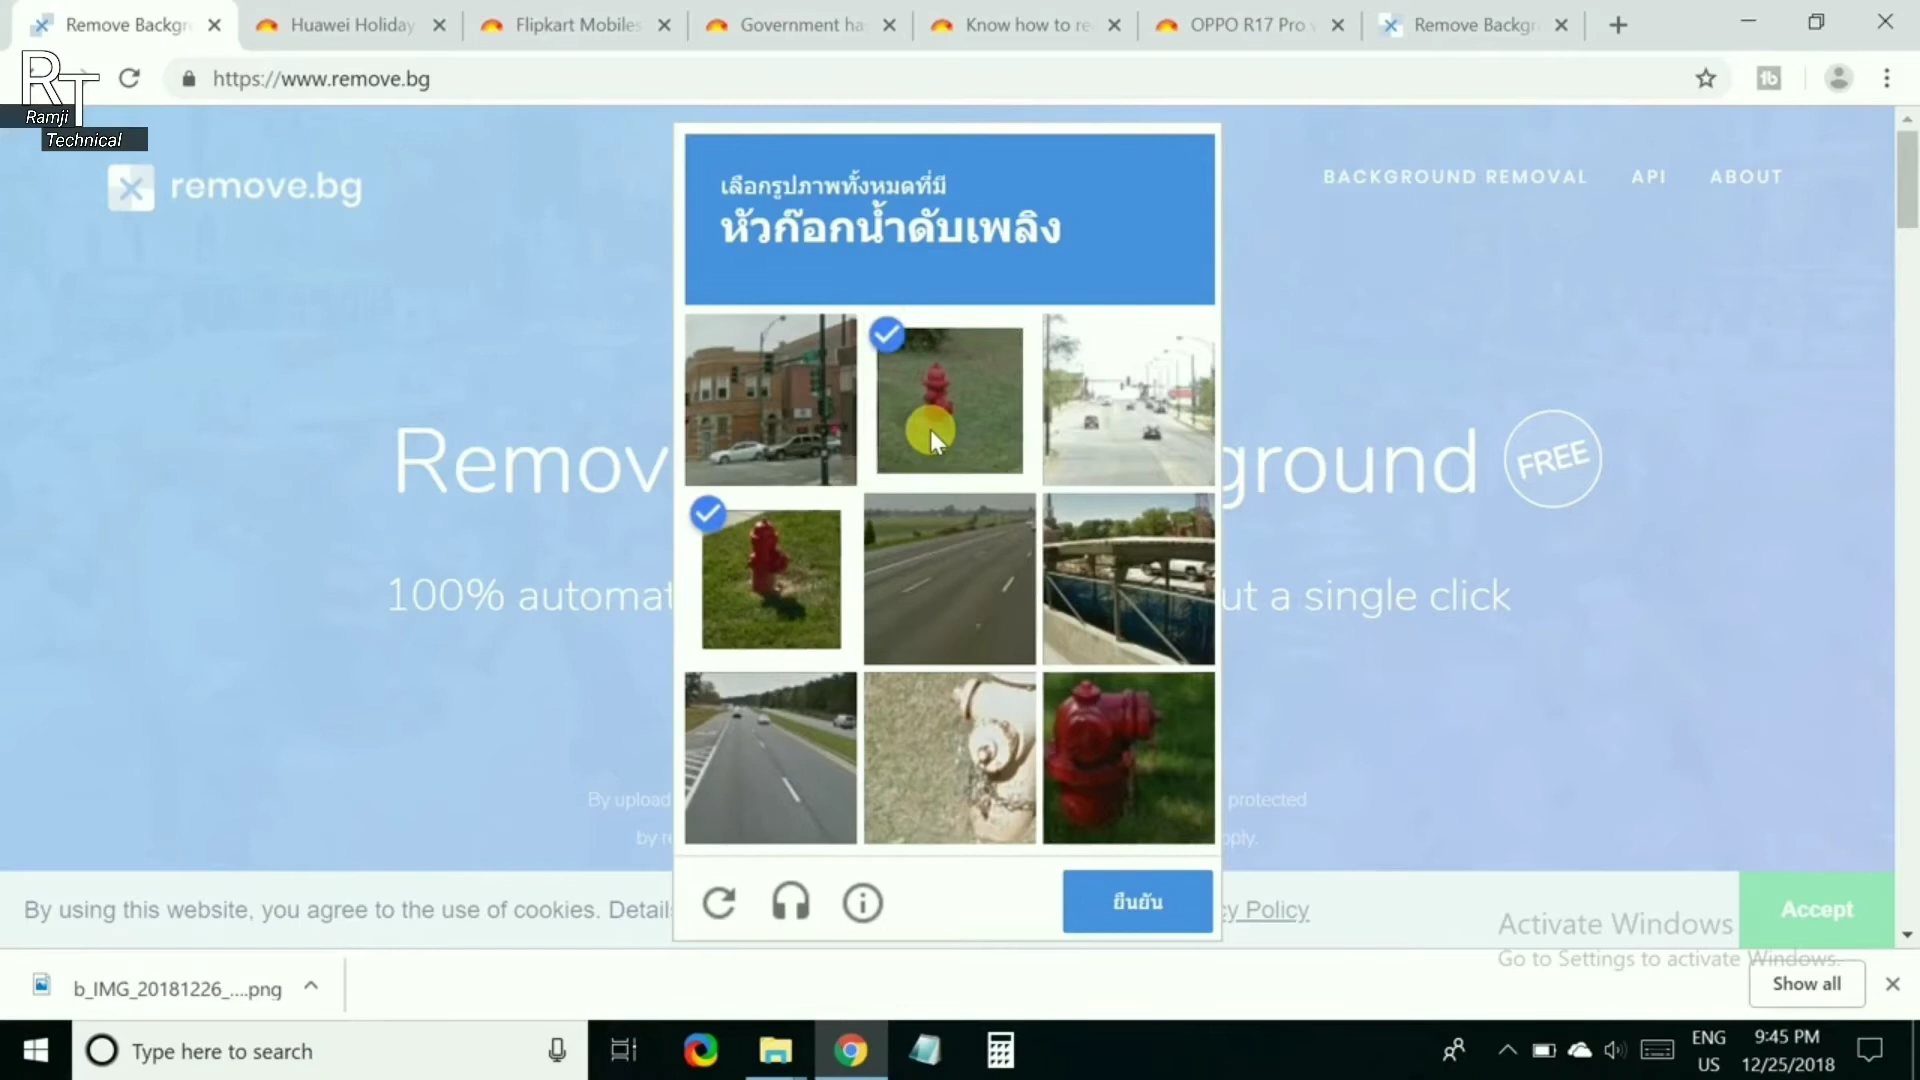 Remove Backgr
Huawei Holiday
Flipkart Mobiles
Government ha
Know how to re
OPPO R17 Pro v
Remove Backgr
https://www.remove.bg
RT
Ramji
Technical
remove.bg
BACKGROUND REMOVAL
API
ABOUT
เลือกรูปภาพทั้งหมดที่มี
หัวก๊อกน้ำดับเพลิง
Remov
ground
FREE
100% automat
ut a single click
By upload
protected
by re
pply.
ยืนยัน
By using this website, you agree to the use of cookies. Details
cy Policy
Accept
Activate Windows
Go to Settings to activate Windows.
b_IMG_20181226_....png
Show all
Type here to search
ENG
US
9:45 PM
12/25/2018